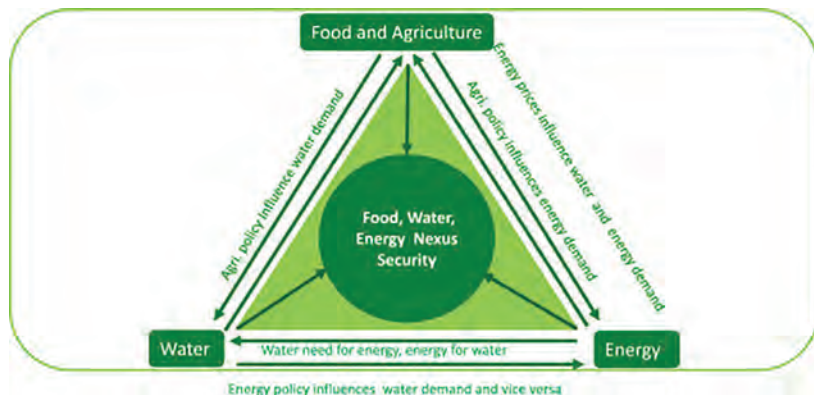 Food and Agriculture
Agri. policy Influence water demand
Agri. policy influences energy demand
Energy prices influence water and energy demand
Food, Water,
Energy Nexus
Security
Water
Water need for energy, energy for water
Energy
Energy policy influences water demand and vice versa